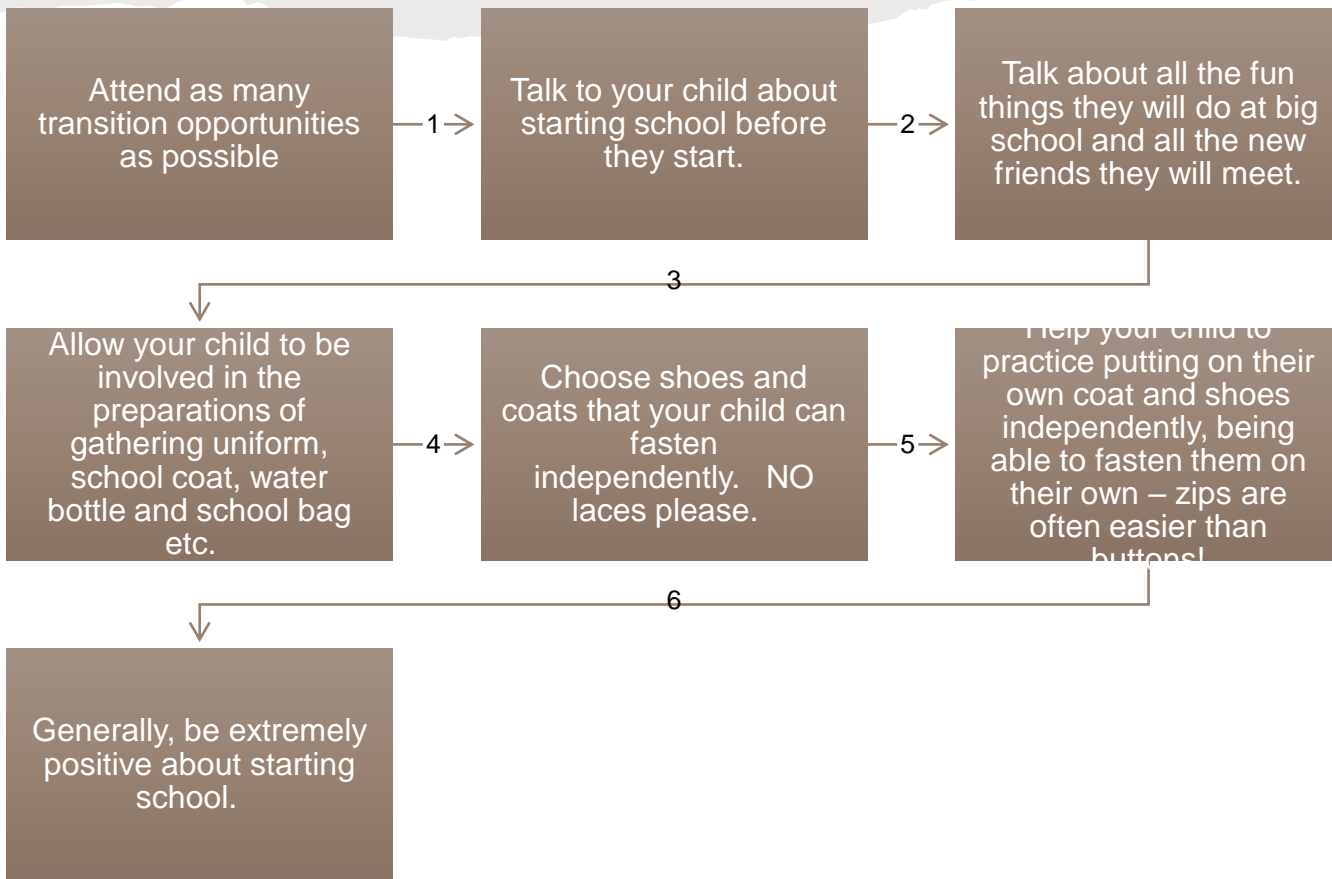 Attend as many
transition opportunities
as possible
1
Talk to your child about
starting school before
they start.
2
Talk about all the fun
things they will do at big
school and all the new
friends they will meet.
3
Allow your child to be
involved in the
preparations of
gathering uniform,
school coat, water
bottle and school bag
etc.
4
Choose shoes and
coats that your child can
fasten
independently.   NO
laces please.
5
Help your child to
practice putting on their
own coat and shoes
independently, being
able to fasten them on
their own – zips are
often easier than
buttons!
6
Generally, be extremely
positive about starting
school.